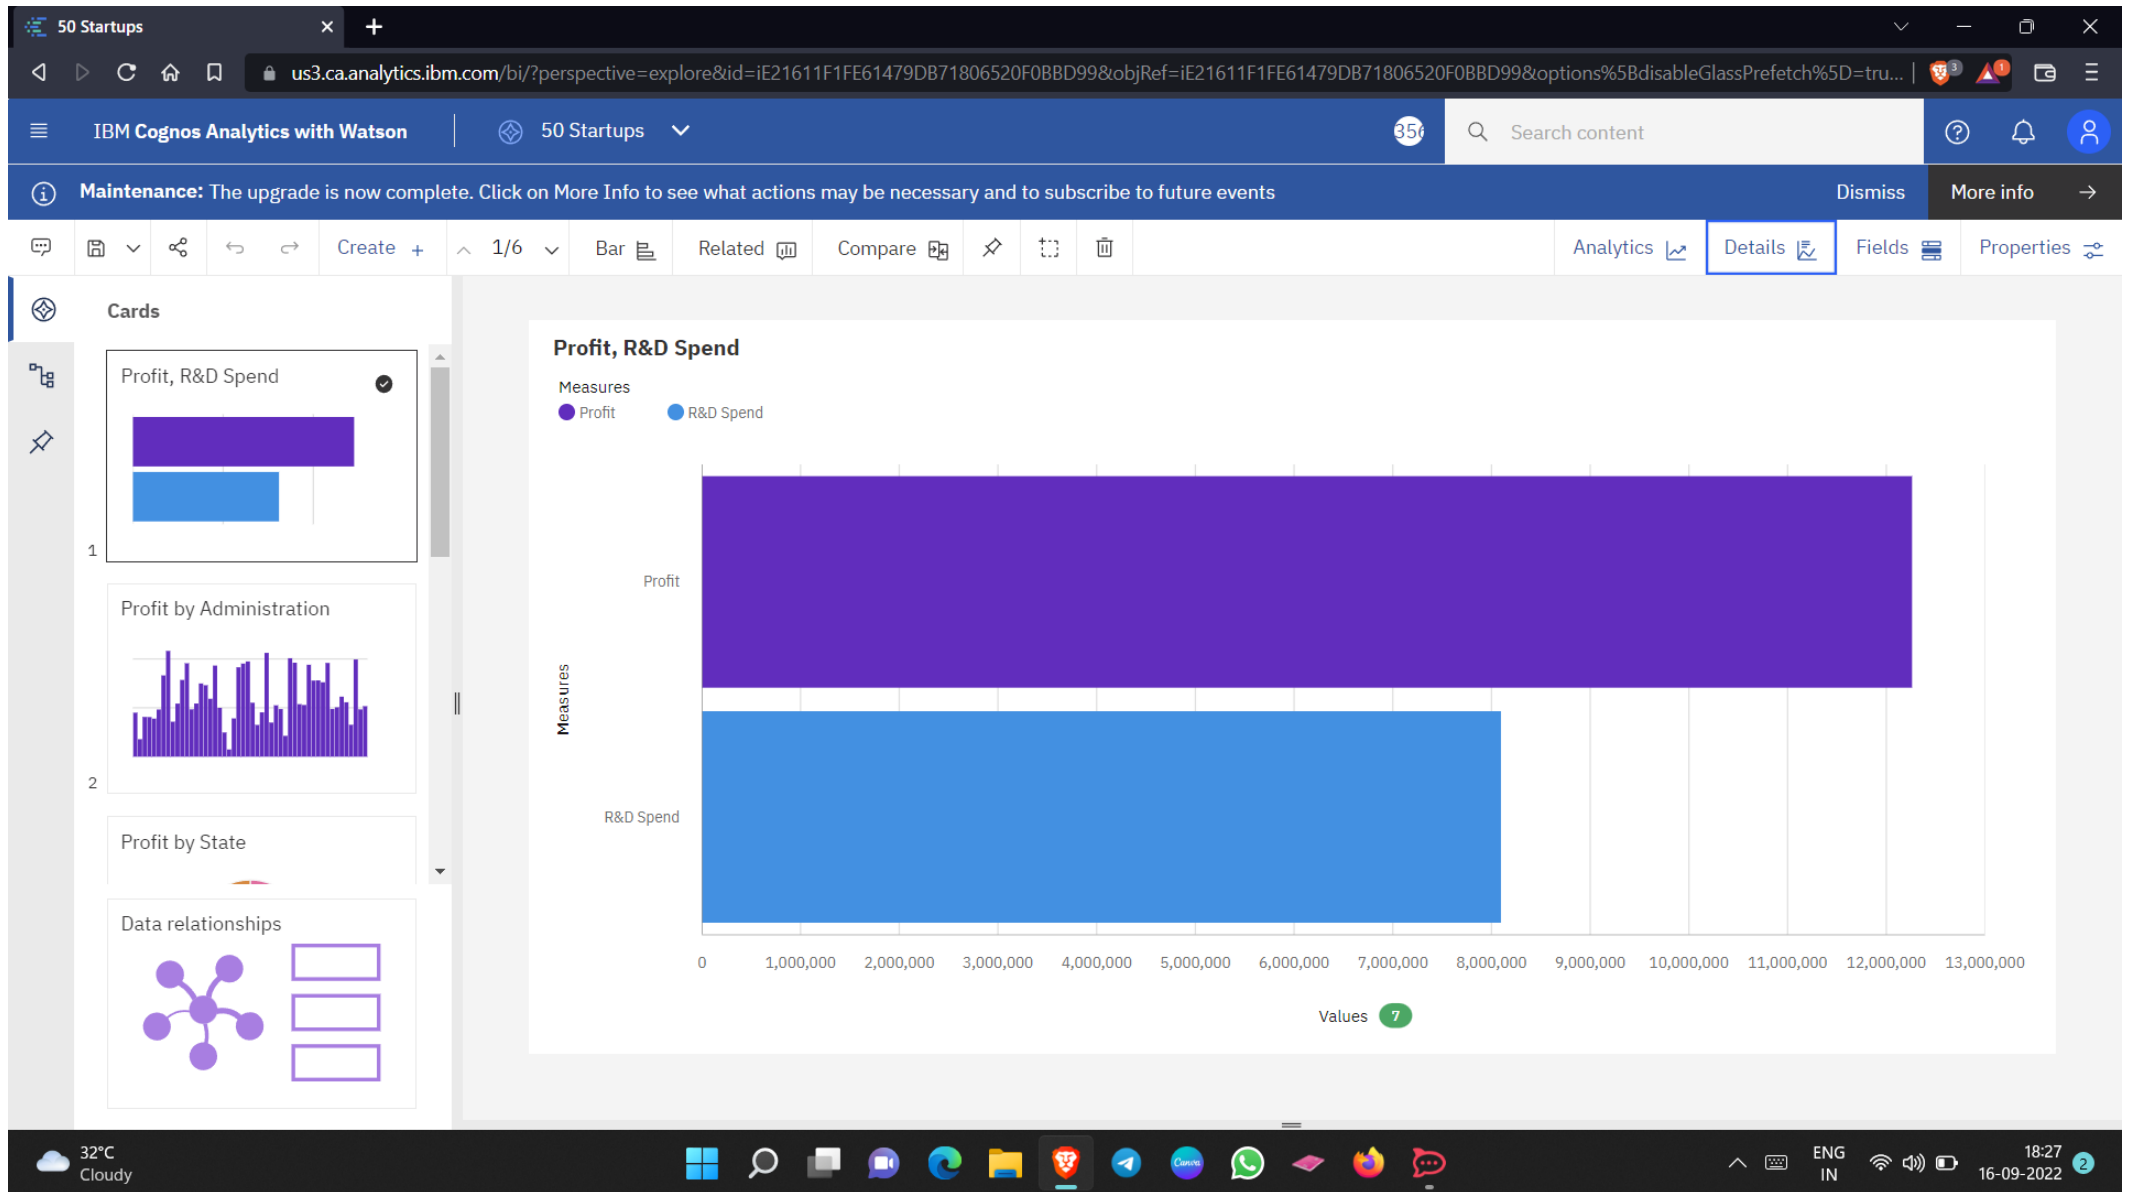 50 Startups
us3.ca.analytics.ibm.com/bi/?perspective=explore&id=iE21611F1FE61479DB71806520F0BBD99&objRef=iE21611F1FE61479DB71806520F0BBD99&options%5BdisableGlassPrefetch%5D=tru...
3
1
IBM Cognos Analytics with Watson
50 Startups
Search content
Maintenance: The upgrade is now complete. Click on More Info to see what actions may be necessary and to subscribe to future events
Dismiss
More info
Create
1/6
Bar
Related
Compare
Analytics
Details
Fields
Properties
Cards
Profit, R&D Spend
1
Profit by Administration
2
Profit by State
Data relationships
Profit, R&D Spend
Measures
Profit
R&D Spend
Profit
R&D Spend
Measures
0 1,000,000 2,000,000 3,000,000 4,000,000 5,000,000 6,000,000 7,000,000 8,000,000 9,000,000 10,000,000 11,000,000 12,000,000 13,000,000
Values 7
32°C
Cloudy
Canva
ENG
IN
18:27
16-09-2022
2